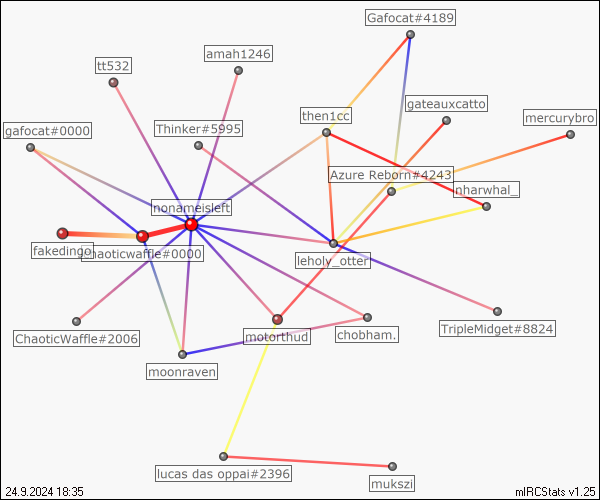 Gafocat#4189
amah1246
tt532
gateauxcatto
then1cc
mercurybro
Thinker#5995
gafocat#0000
Azure Reborn#4243
nharwhal_
nonameisleft
fakedingo
Chaoticwaffle#0000
leholy_otter
TripleMidget#8824
ChaoticWaffle#2006
motorthud
chobham.
moonraven
lucas das oppai#2396
mukszi
24.9.2024 18:35
mIRCStats v1.25